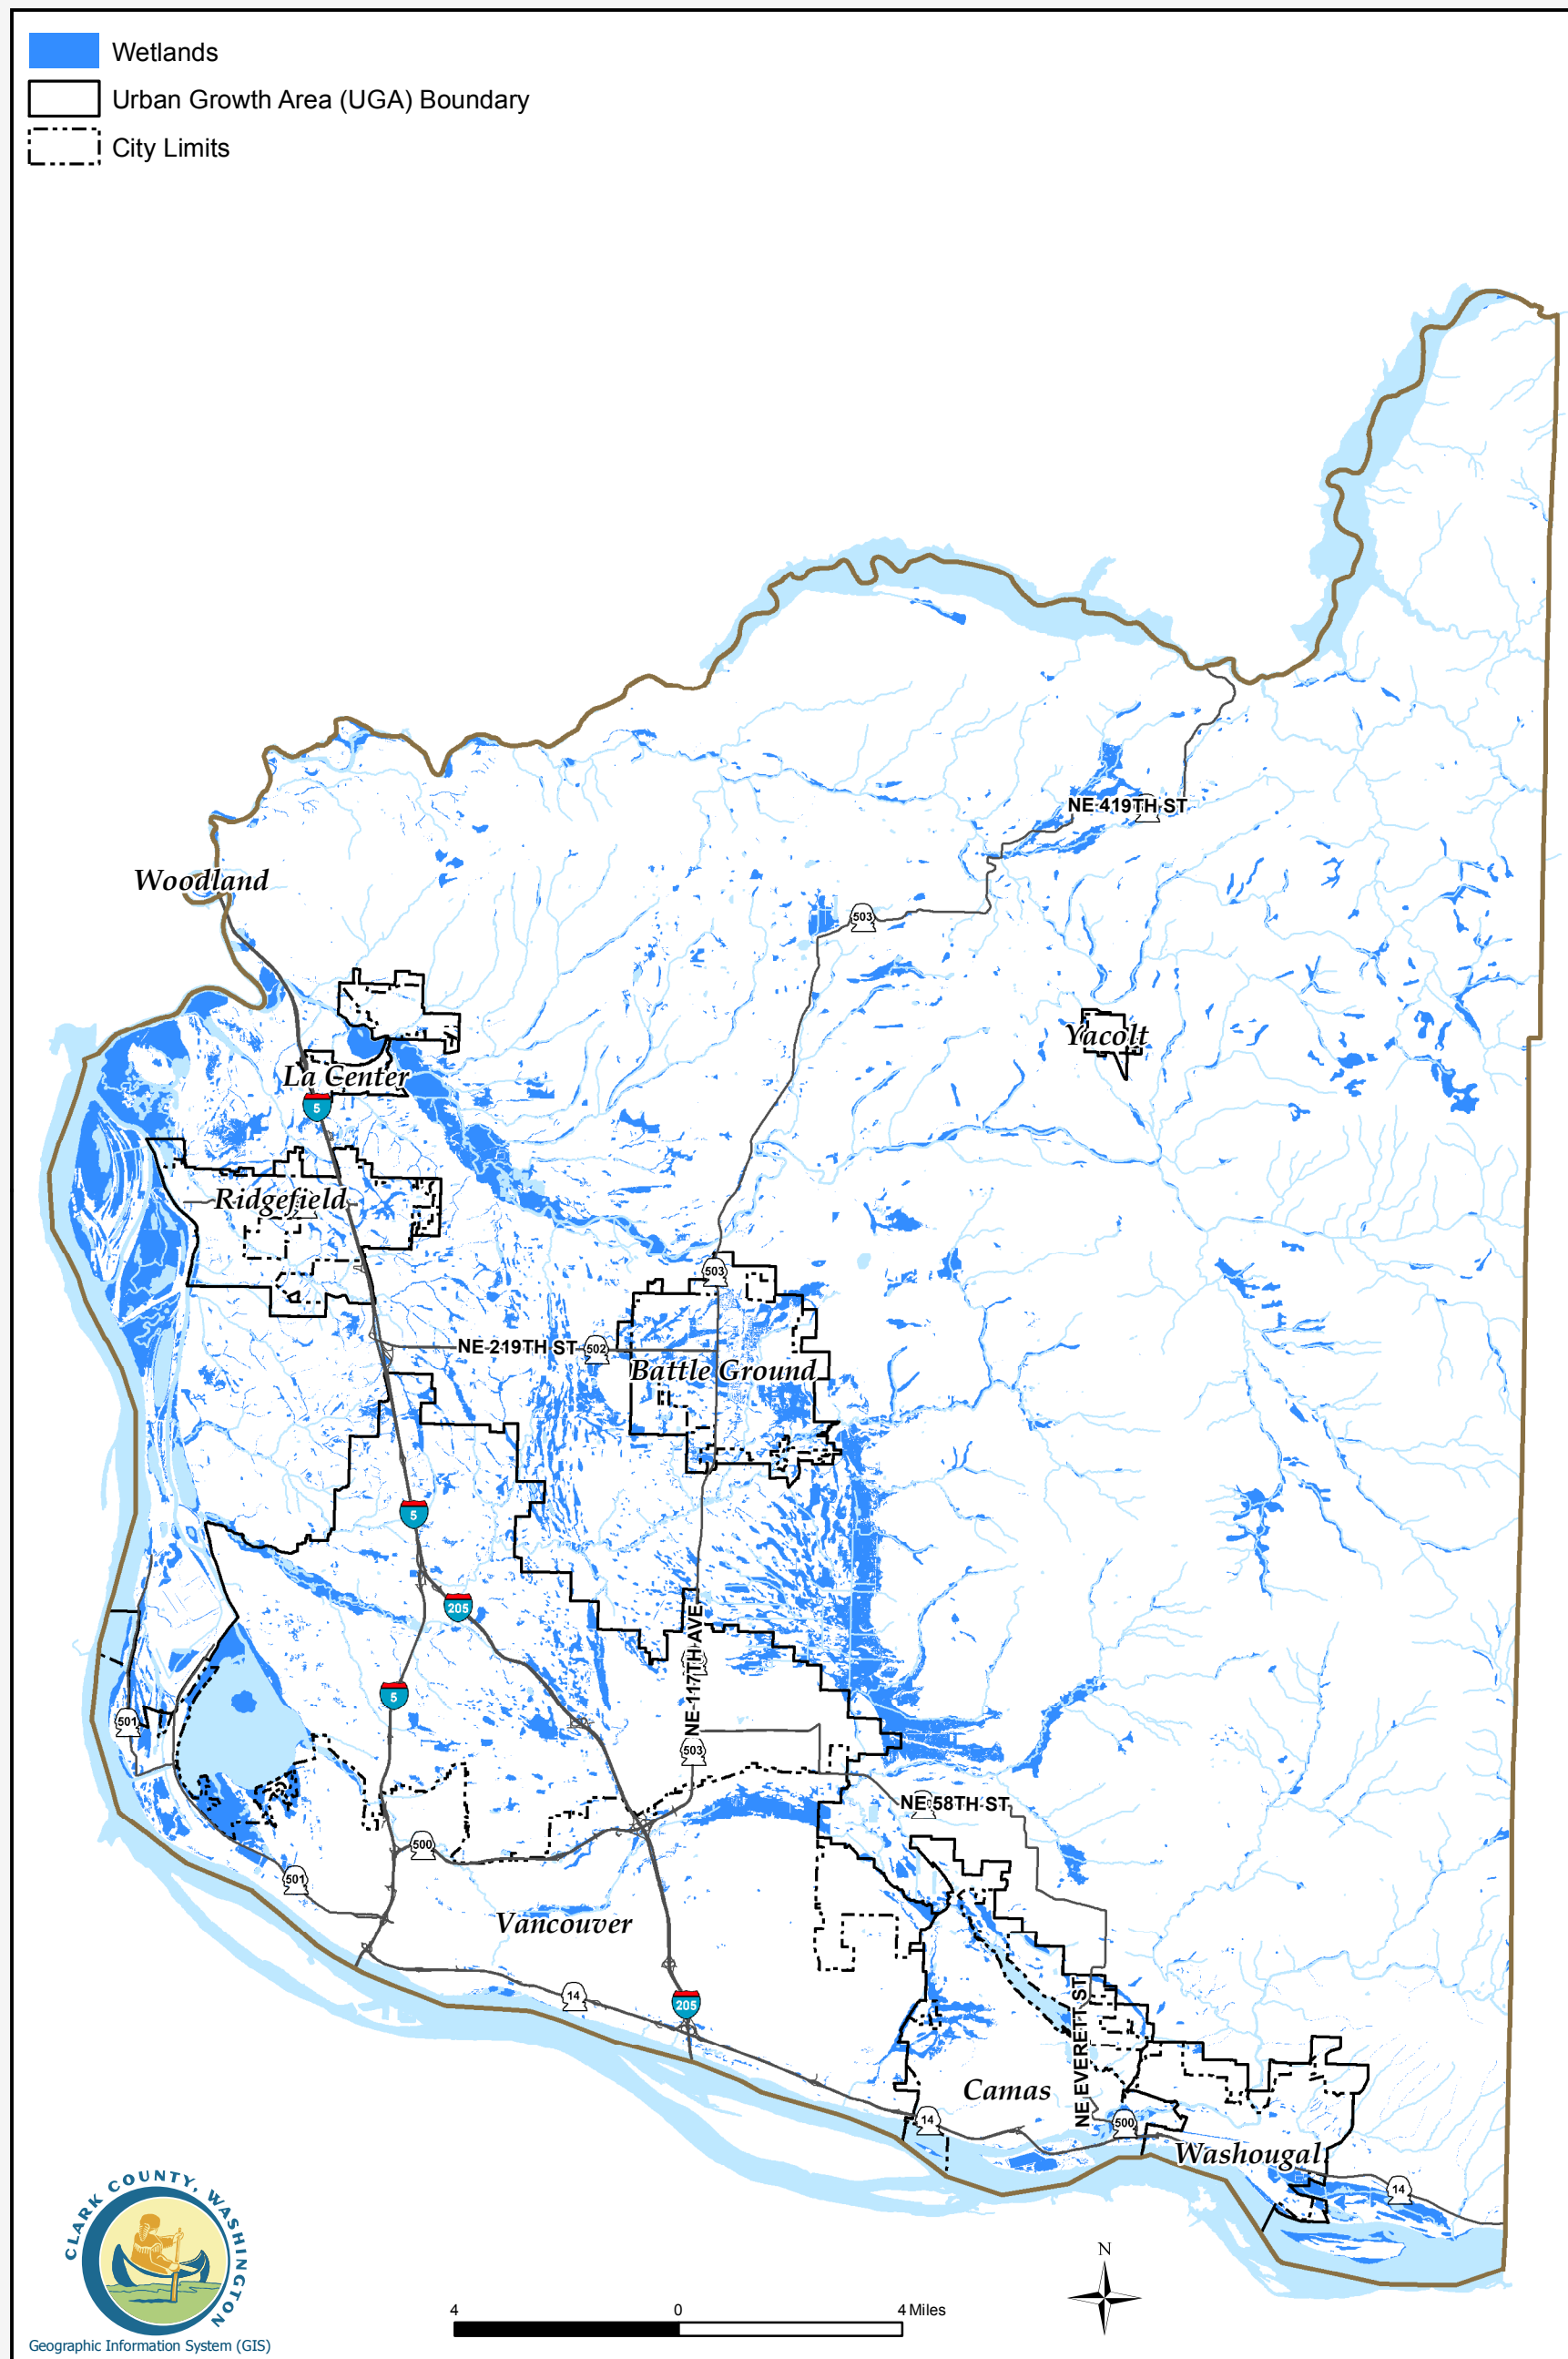 Wetlands
Urban Growth Area (UGA) Boundary
City Limits
NE 419TH ST
Woodland
503
Yacolt
La Center
5
Ridgefield
503
NE 219TH ST
502
Battle Ground
5
205
NE 117TH AVE
5
501
503
NE 58TH ST
500
501
Vancouver
14
205
NE EVERETT ST
Camas
14
500
Washougal
14
CLARK COUNTY, WASHINGTON
Geographic Information System (GIS)
N
4 0 4 Miles